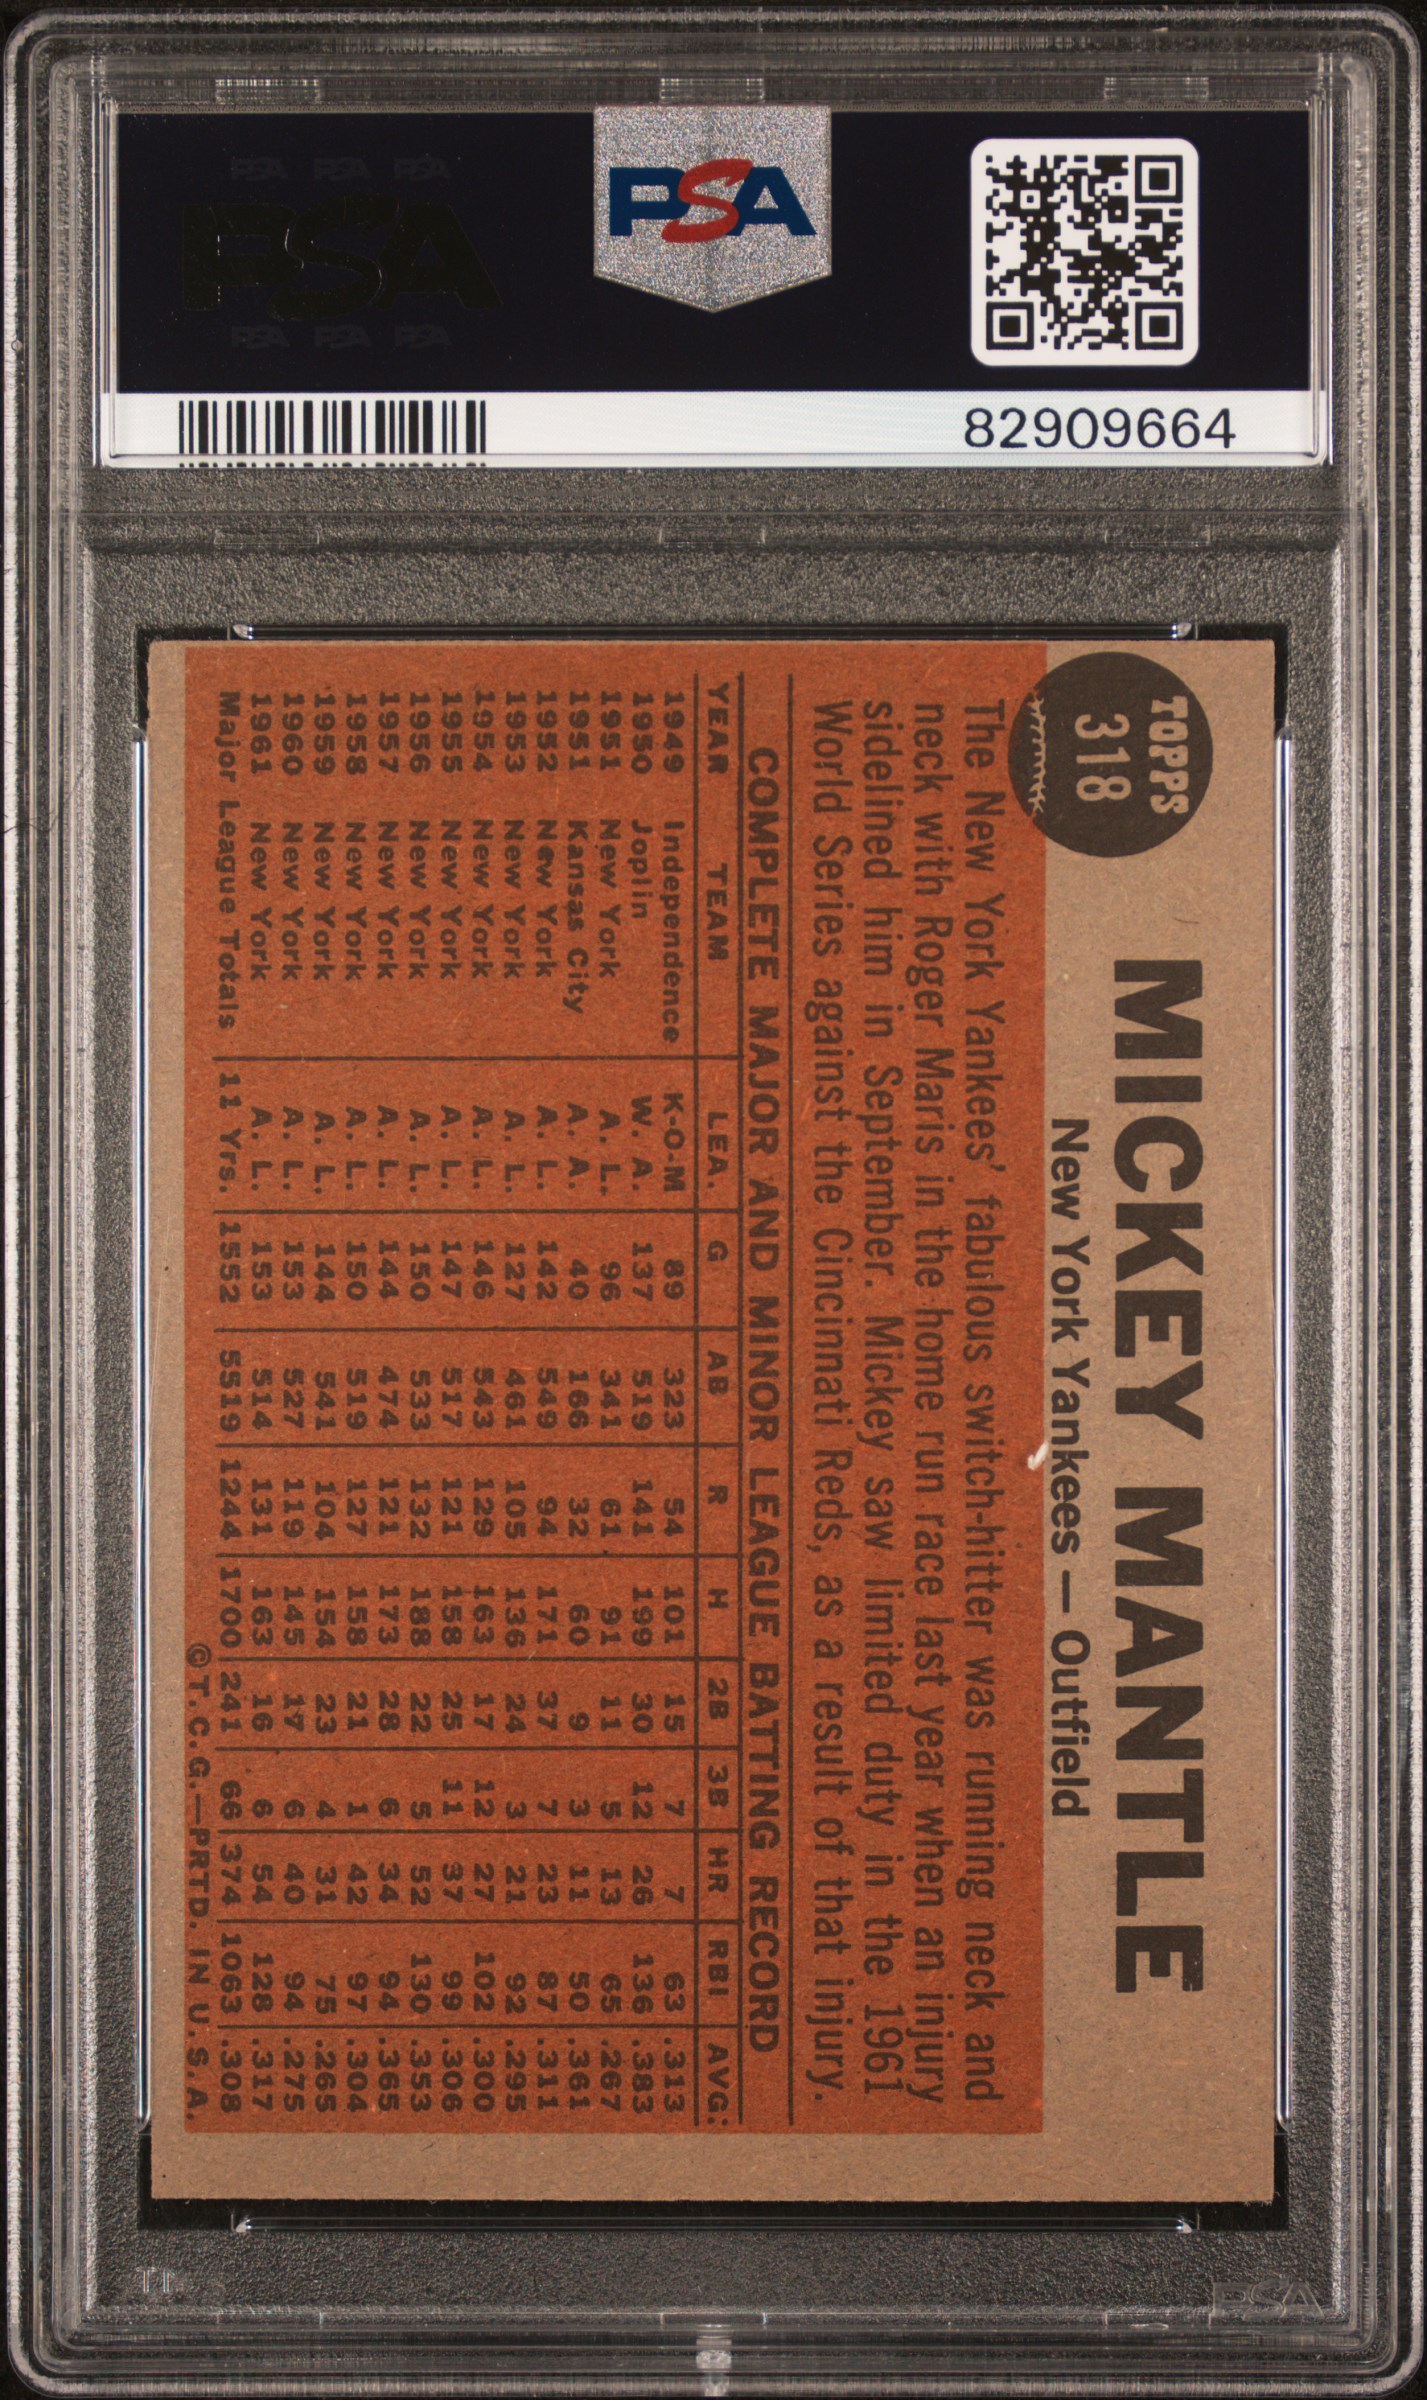 PSA PSA PSA
PSA
PSA PSA PSA
PSA
82909664
TOPPS
318
MICKEY MANTLE
New York Yankees — Outfield
The New York Yankees' fabulous switch-hitter was running neck and
neck with Roger Maris in the home run race last year when an injury
sidelined him in September. Mickey saw limited duty in the 1961
World Series against the Cincinnati Reds, as a result of that injury.
COMPLETE MAJOR AND MINOR LEAGUE BATTING RECORD
YEAR TEAM LEA. G AB R H 2B 3B HR RBI AVG.
1949 Independence K-O-M 89 323 54 101 15 7 7 63 .313
1950 Joplin W. A. 137 519 141 199 30 12 26 136 .383
1951 New York A. L. 96 341 61 91 11 5 13 65 .267
1951 Kansas City A. A. 40 166 32 60 9 3 11 50 .361
1952 New York A. L. 142 549 94 171 37 7 23 87 .311
1953 New York A. L. 127 461 105 136 24 3 21 92 .295
1954 New York A. L. 146 543 129 163 17 12 27 102 .300
1955 New York A. L. 147 517 121 158 25 11 37 99 .306
1956 New York A. L. 150 533 132 188 22 5 52 130 .353
1957 New York A. L. 144 474 121 173 28 6 34 94 .365
1958 New York A. L. 150 519 127 158 21 1 42 97 .304
1959 New York A. L. 144 541 104 154 23 4 31 75 .265
1960 New York A. L. 153 527 119 145 17 6 40 94 .275
1961 New York A. L. 153 514 131 163 16 6 54 128 .317
Major League Totals 11 Yrs. 1552 5519 1244 1700 241 66 374 1063 .308
© T. C. G.—PRTD. IN U. S. A.
PSA